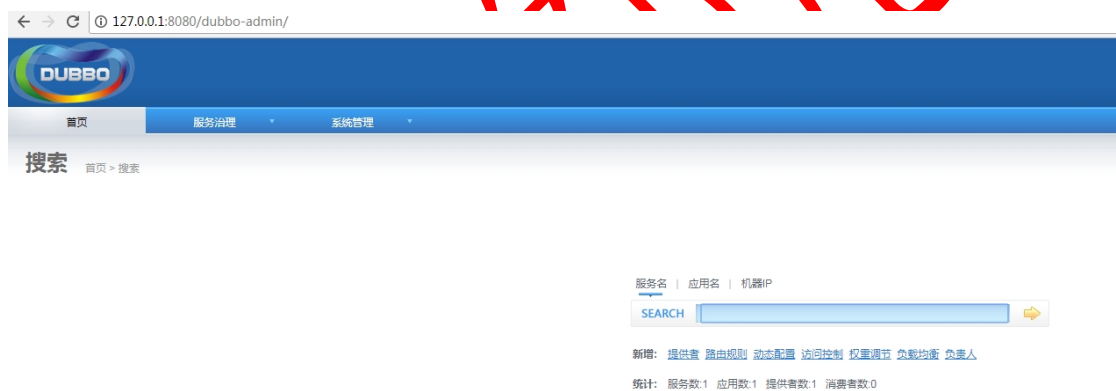 127.0.0.1:8080/dubbo-admin/
DUBBO
首页 服务治理 系统管理
搜索 首页 > 搜索
服务名 | 应用名 | 机器IP
SEARCH
新增: 提供者 路由规则 动态配置 访问控制 权重调节 负载均衡 负责人
统计: 服务数:1 应用数:1 提供者数:1 消费者数:0